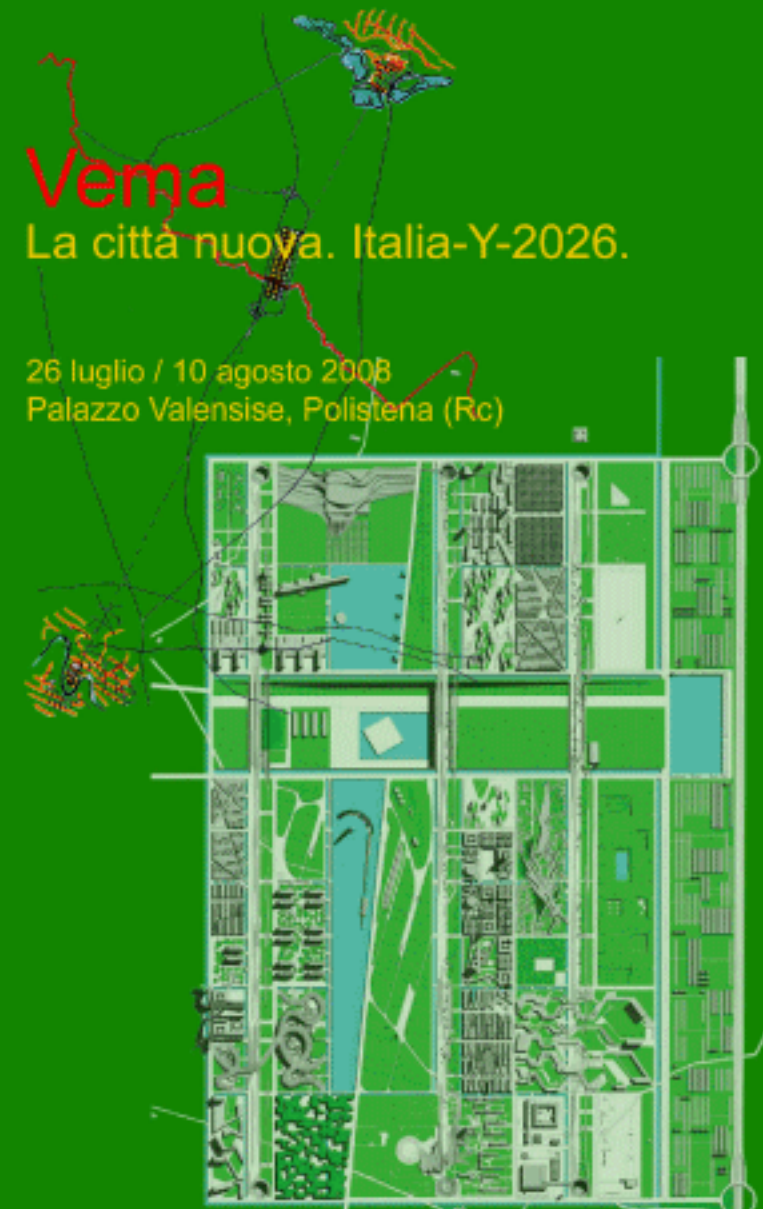 Vema
La città nuova. Italia-Y-2026.
26 luglio / 10 agosto 2008
Palazzo Valensise, Polistena (Rc)